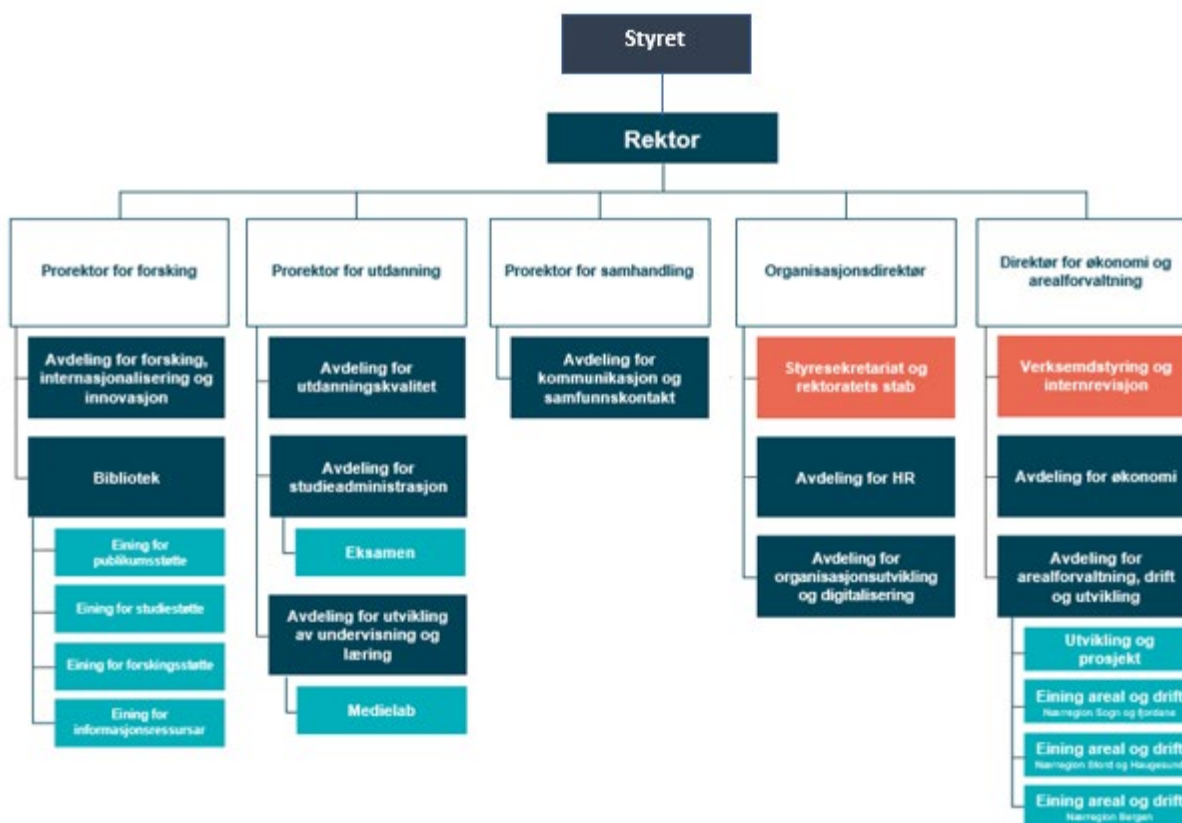 Styret
Rektor
Prorektor for forsking
Prorektor for utdanning
Prorektor for samhandling
Organisasjonsdirektør
Direktør for økonomi og
arealforvaltning
Avdeling for forsking,
internasjonalisering og
innovasjon
Bibliotek
Eining for
publikumsstøtte
Eining for studiestøtte
Eining for forskingsstøtte
Eining for
informasjonsressursar
Avdeling for
utdanningskvalitet
Avdeling for
studieadministrasjon
Eksamen
Avdeling for utvikling
av undervisning og
læring
Medielab
Avdeling for
kommunikasjon og
samfunnskontakt
Styresekretariat og
rektoratets stab
Avdeling for HR
Avdeling for
organisasjonsutvikling
og digitalisering
Verksemdstyring og
internrevisjon
Avdeling for økonomi
Avdeling for
arealforvaltning, drift
og utvikling
Utvikling og
prosjekt
Eining areal og drift
Nærregion Sogn og fjordane
Eining areal og drift
Nærregion Stord og Haugesund
Eining areal og drift
Nærregion Bergen